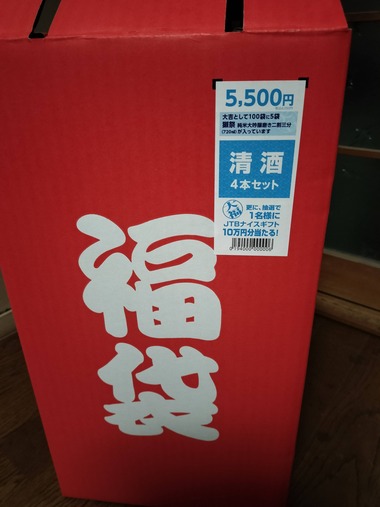 5,500円
大吉として100袋に5袋
獺祭 純米大吟醸磨き二割三分
(720㎖)が入っています
清酒
4本セット
更に、抽選で
1名様に
JTBナイスギフト
10万円分当たる!
福袋